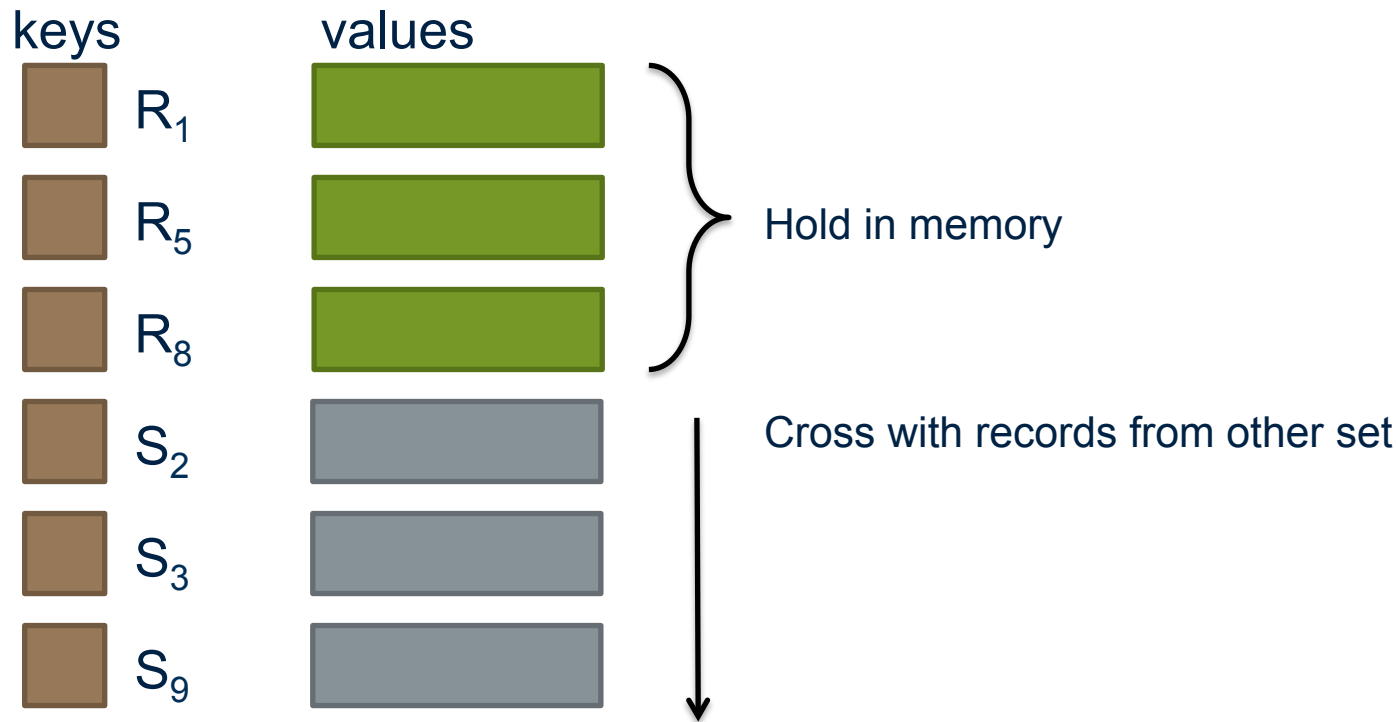 keys values
R₁
R₅
Hold in memory
R₈
S₂ Cross with records from other set
S₃
S₉